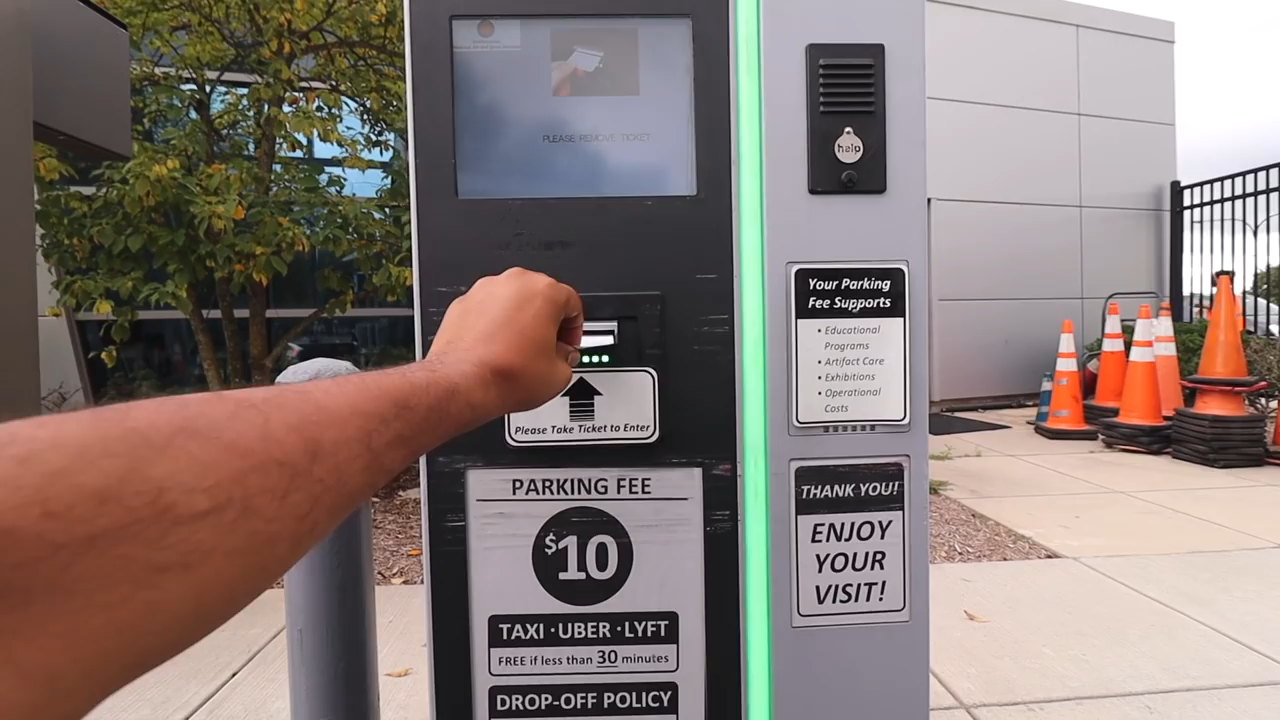 PLEASE REMOVE TICKET
help
Your Parking
Fee Supports
• Educational
Programs
• Artifact Care
• Exhibitions
• Operational
Costs
Please Take Ticket to Enter
PARKING FEE
$10
TAXI · UBER · LYFT
FREE if less than 30 minutes
DROP-OFF POLICY
THANK YOU!
ENJOY
YOUR
VISIT!